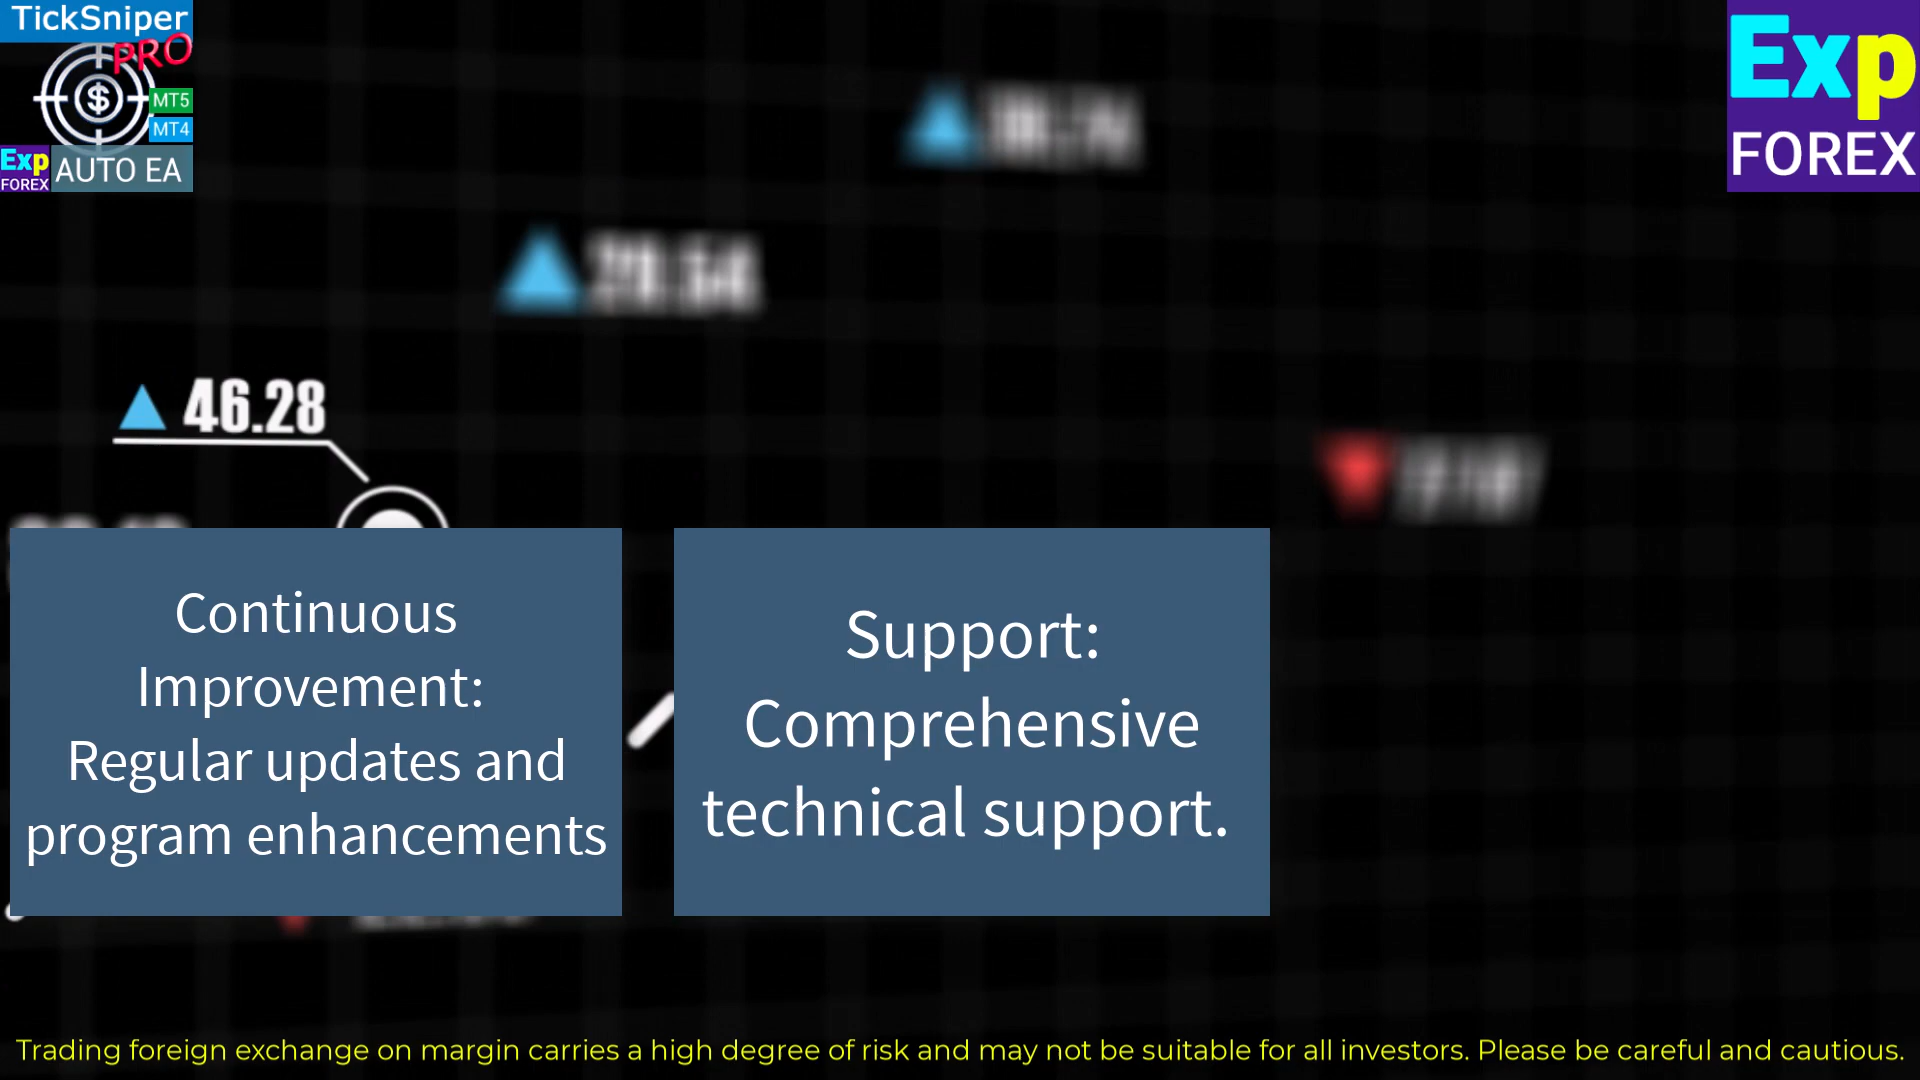 TickSniper
PRO
$
MT5
MT4
Exp
FOREX
AUTO EA
Exp
FOREX
46.28
Continuous
Improvement:
Regular updates and
program enhancements
Support:
Comprehensive
technical support.
Trading foreign exchange on margin carries a high degree of risk and may not be suitable for all investors. Please be careful and cautious.